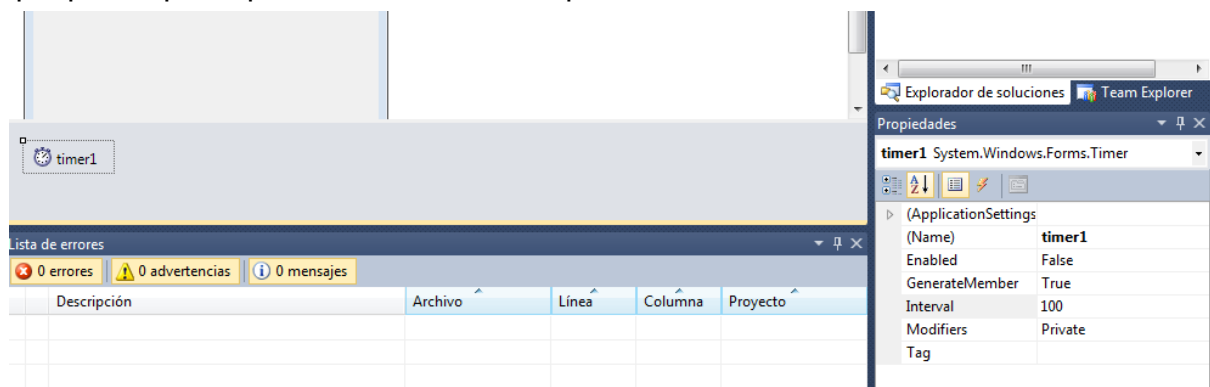 timer1
Lista de errores
0 errores 0 advertencias 0 mensajes
Descripción Archivo Línea Columna Proyecto
Explorador de soluciones Team Explorer
Propiedades
timer1 System.Windows.Forms.Timer
(ApplicationSettings
(Name) timer1
Enabled False
GenerateMember True
Interval 100
Modifiers Private
Tag